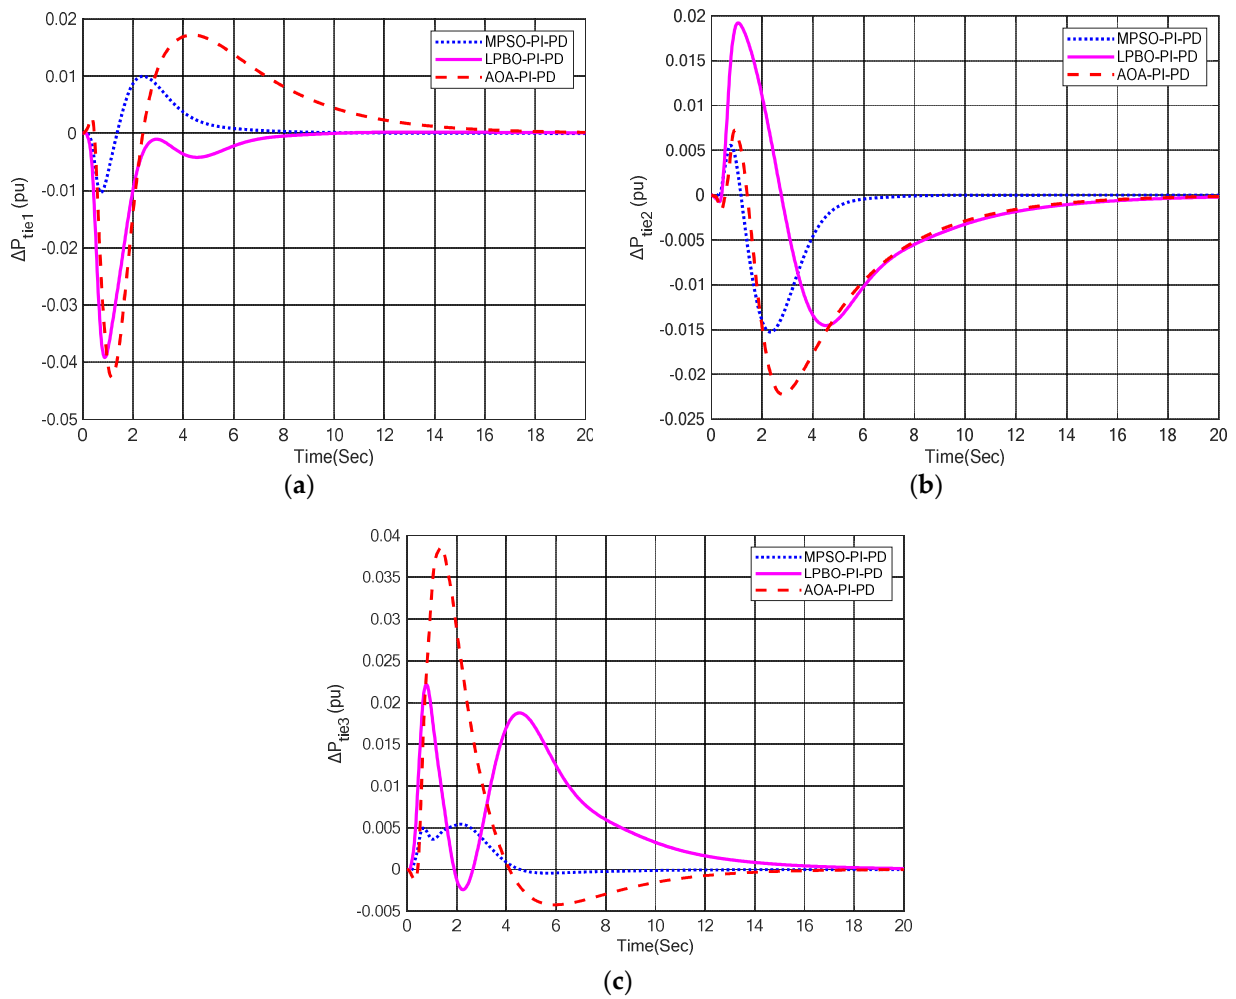 0.02
0.01
0
-0.01
-0.02
-0.03
-0.04
-0.05
ΔP_tie1 (pu)
MPSO-PI-PD
LPBO-PI-PD
AOA-PI-PD
0 2 4 6 8 10 12 14 16 18 20
Time(Sec)
(a)
0.02
0.015
0.01
0.005
0
-0.005
-0.01
-0.015
-0.02
-0.025
ΔP_tie2 (pu)
MPSO-PI-PD
LPBO-PI-PD
AOA-PI-PD
0 2 4 6 8 10 12 14 16 18 20
Time(Sec)
(b)
0.04
0.035
0.03
0.025
0.02
0.015
0.01
0.005
0
-0.005
ΔP_tie3 (pu)
MPSO-PI-PD
LPBO-PI-PD
AOA-PI-PD
0 2 4 6 8 10 12 14 16 18 20
Time(Sec)
(c)